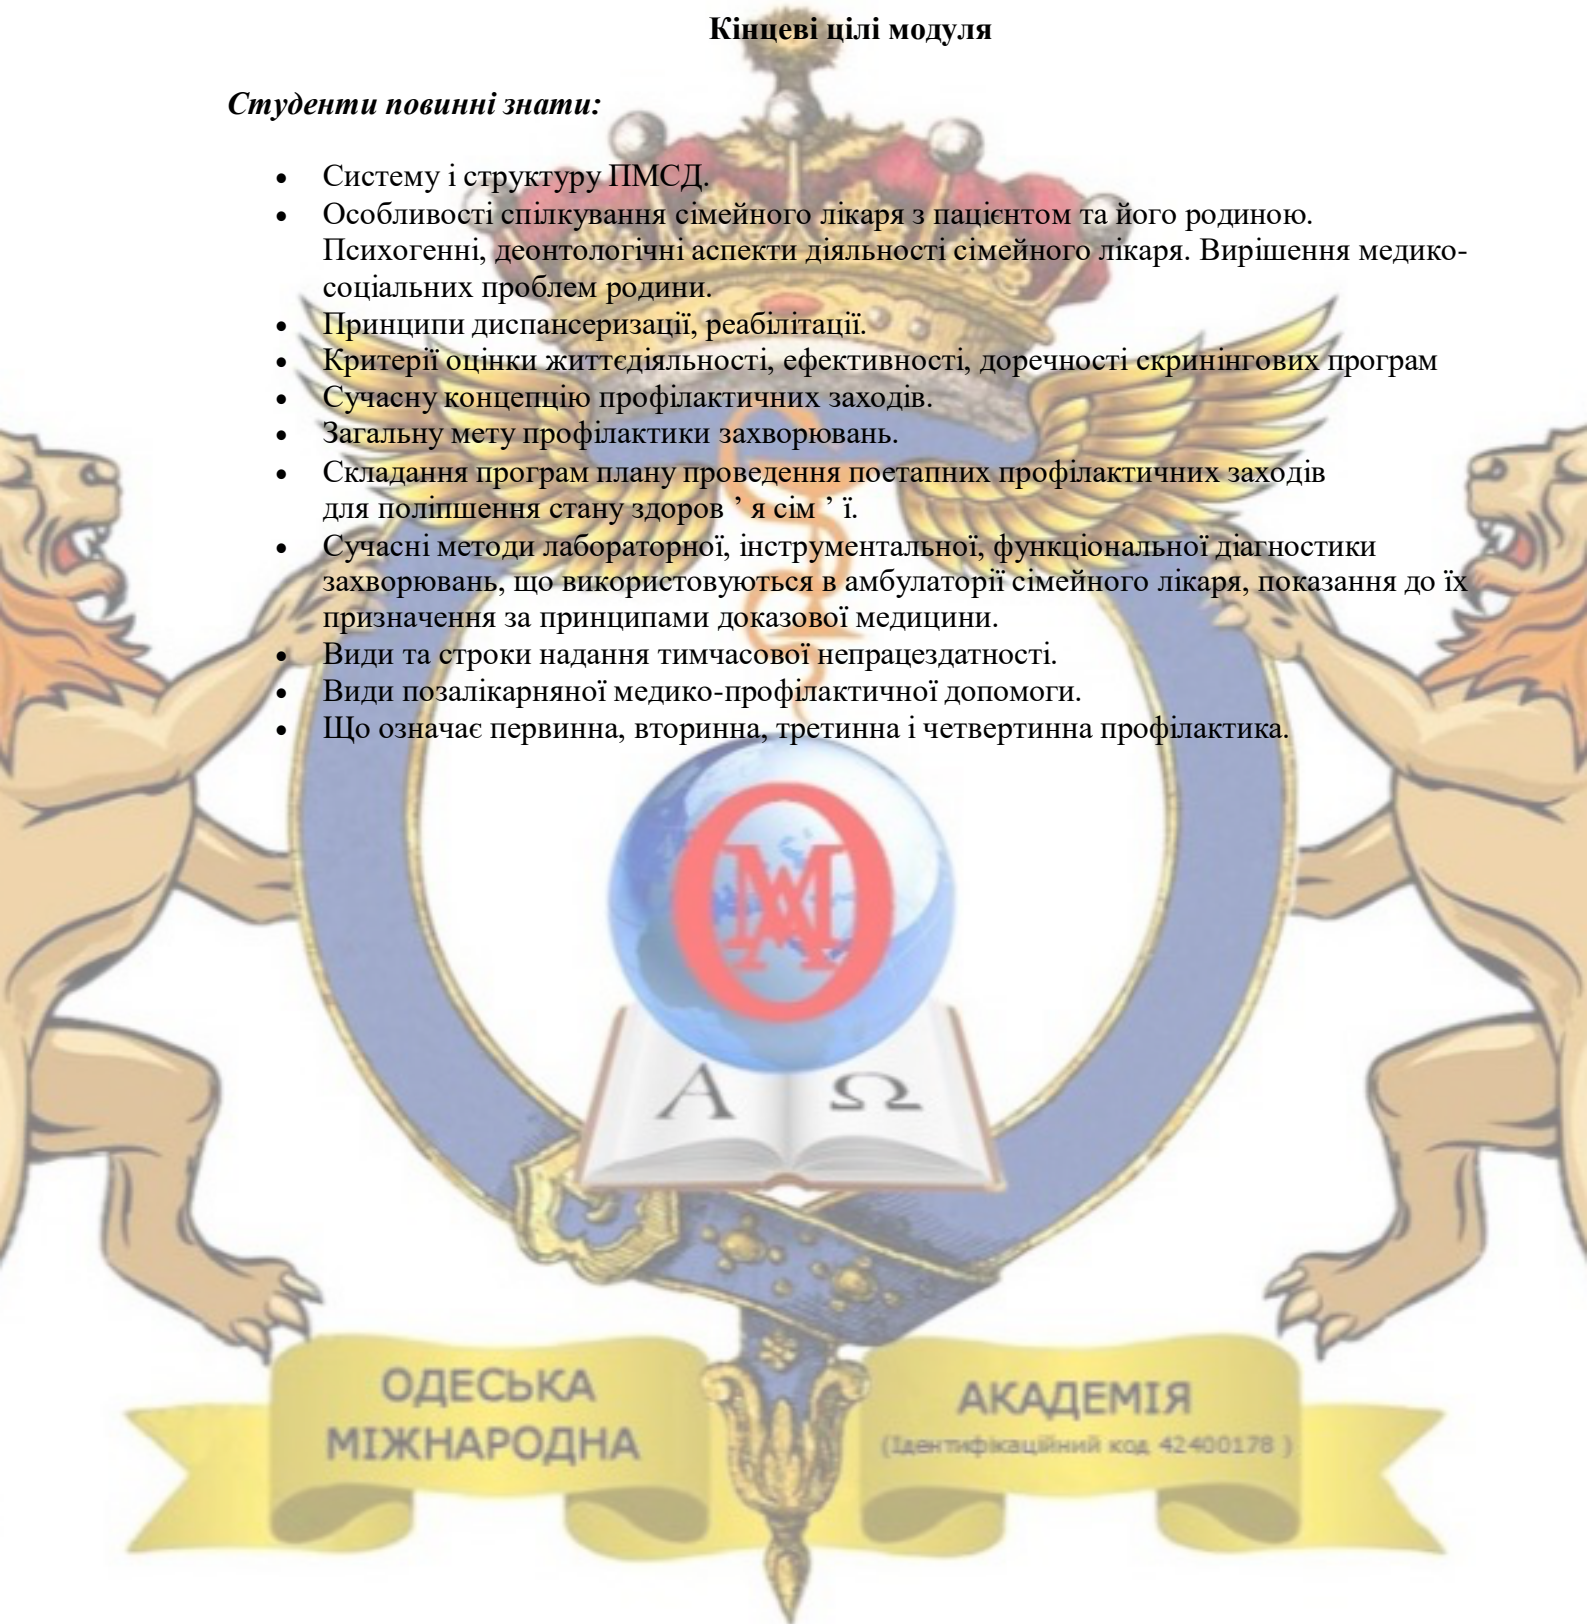 Кінцеві цілі модуля
Студенти повинні знати:
• Систему і структуру ПМСД.
• Особливості спілкування сімейного лікаря з пацієнтом та його родиною.
Психогенні, деонтологічні аспекти діяльності сімейного лікаря. Вирішення медико-
соціальних проблем родини.
• Принципи диспансеризації, реабілітації.
• Критерії оцінки життєдіяльності, ефективності, доречності скринінгових програм
• Сучасну концепцію профілактичних заходів.
• Загальну мету профілактики захворювань.
• Складання програм плану проведення поетапних профілактичних заходів
для поліпшення стану здоров ’ я сім ’ ї.
• Сучасні методи лабораторної, інструментальної, функціональної діагностики
захворювань, що використовуються в амбулаторії сімейного лікаря, показання до їх
призначення за принципами доказової медицини.
• Види та строки надання тимчасової непрацездатності.
• Види позалікарняної медико-профілактичної допомоги.
• Що означає первинна, вторинна, третинна і четвертинна профілактика.
ОМА
Α Ω
ОДЕСЬКА
МІЖНАРОДНА
АКАДЕМІЯ
(Ідентифікаційний код 42400178 )